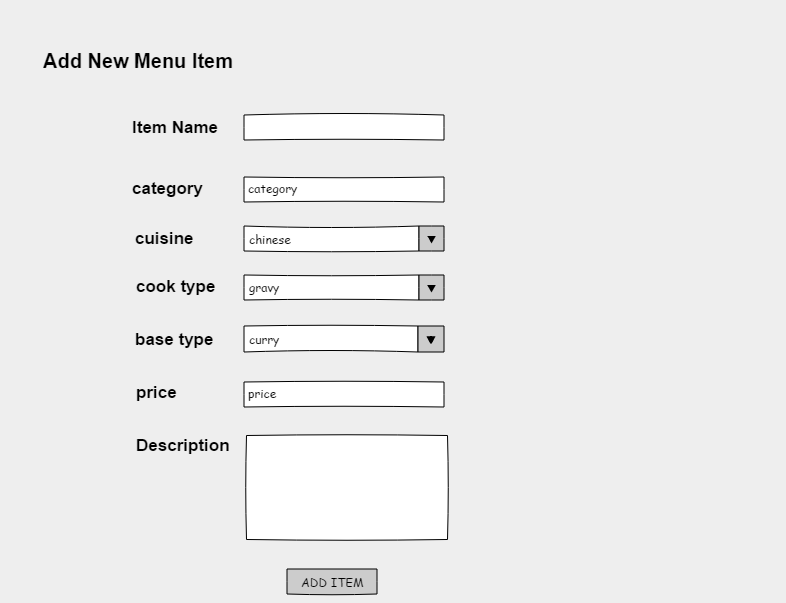 Add New Menu Item
Item Name
category category
cuisine chinese
cook type gravy
base type curry
price price
Description
ADD ITEM